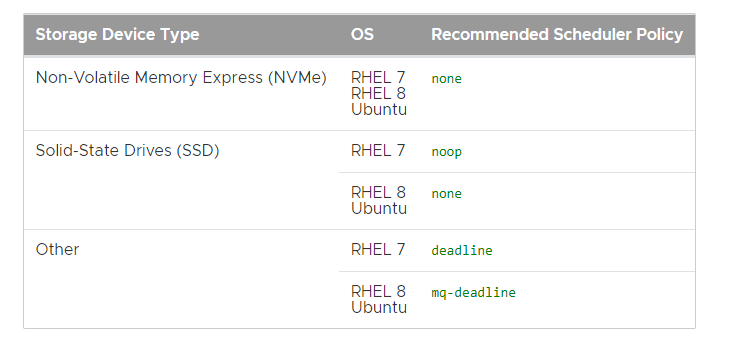 Storage Device Type OS Recommended Scheduler Policy
Non-Volatile Memory Express (NVMe) RHEL 7 none
RHEL 8
Ubuntu
Solid-State Drives (SSD) RHEL 7 noop
RHEL 8 none
Ubuntu
Other RHEL 7 deadline
RHEL 8 mq-deadline
Ubuntu